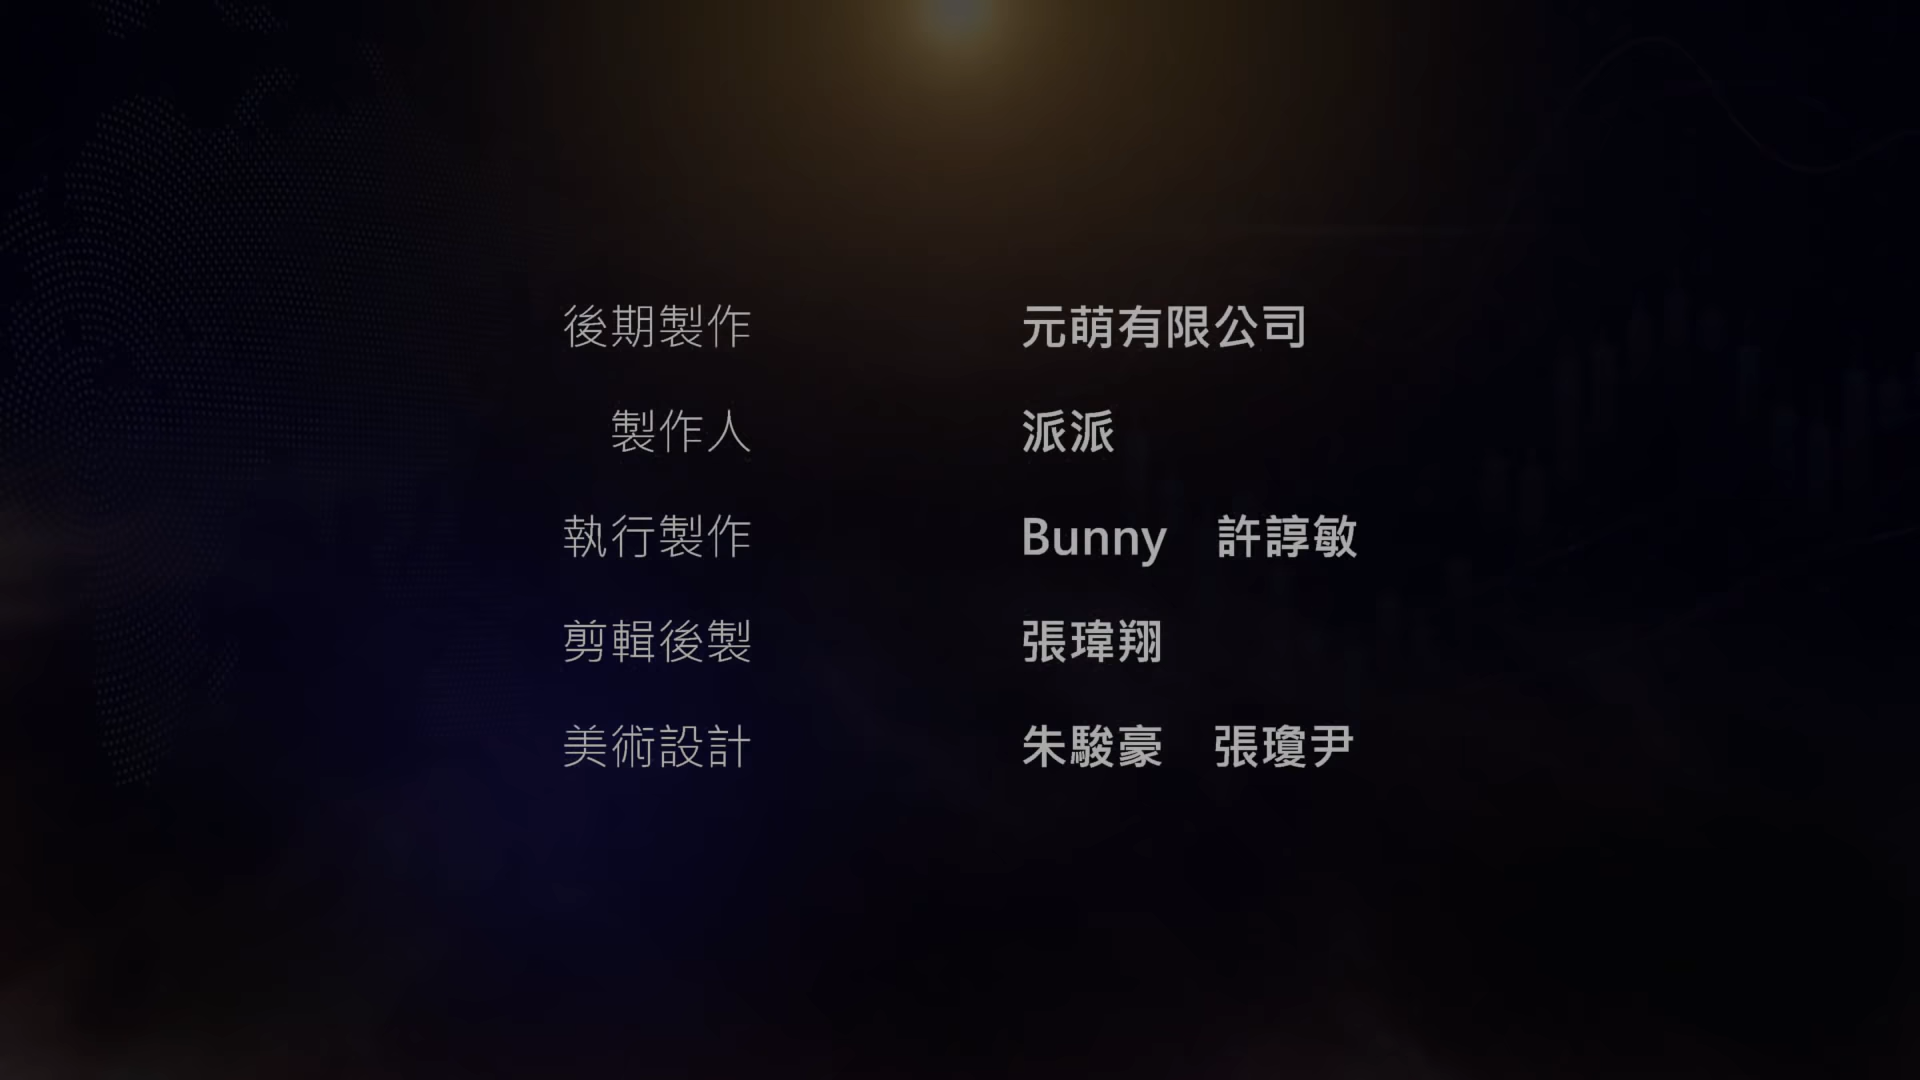 後期製作　元萌有限公司
製作人　派派
執行製作　Bunny　許諄敏
剪輯後製　張瑋翔
美術設計　朱駿豪　張瓊尹